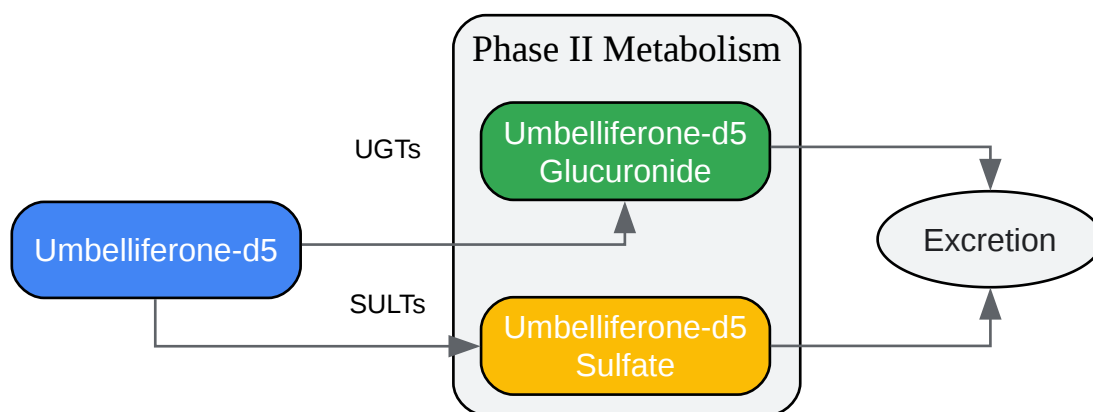 Phase II Metabolism
UGTs
Umbelliferone-d5
Glucuronide
Umbelliferone-d5
Excretion
SULTs
Umbelliferone-d5
Sulfate